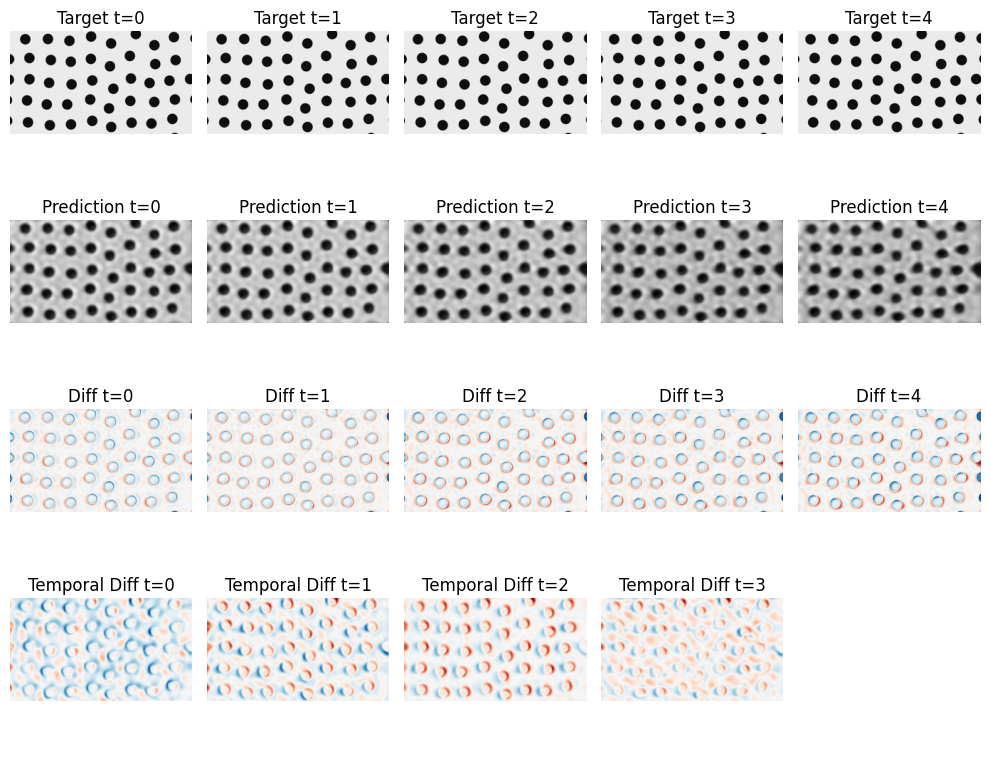 Target t=0 Target t=1 Target t=2 Target t=3 Target t=4
Prediction t=0 Prediction t=1 Prediction t=2 Prediction t=3 Prediction t=4
Diff t=0 Diff t=1 Diff t=2 Diff t=3 Diff t=4
Temporal Diff t=0 Temporal Diff t=1 Temporal Diff t=2 Temporal Diff t=3